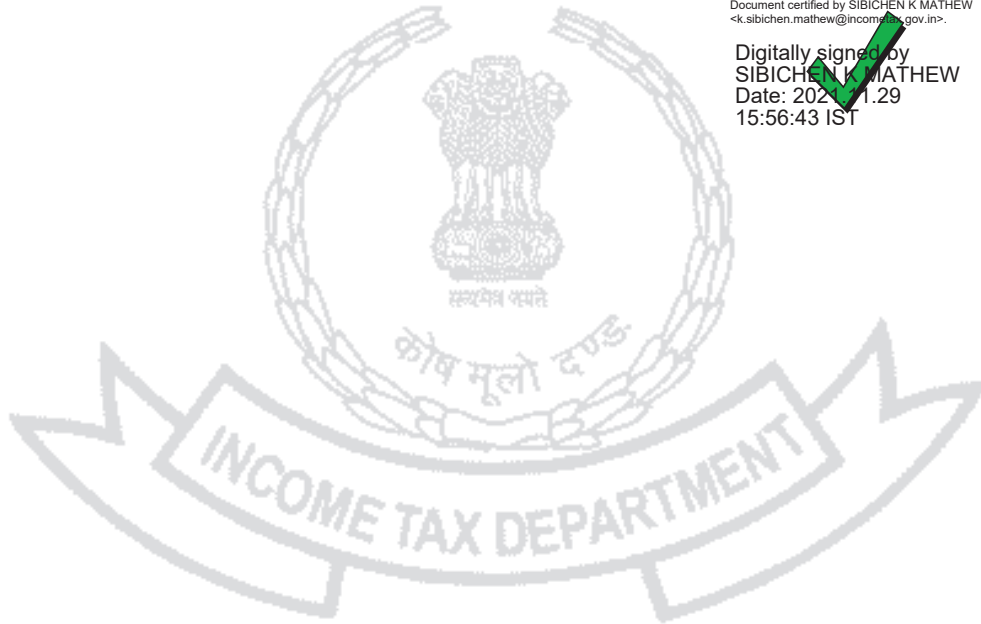 Document certified by SIBICHEN K MATHEW
<k.sibichen.mathew@incometax.gov.in>.
Digitally signed by
SIBICHEN K MATHEW
Date: 2021.11.29
15:56:43 IST
सत्यमेव जयते
कोष मूलो दण्डः
INCOME TAX DEPARTMENT